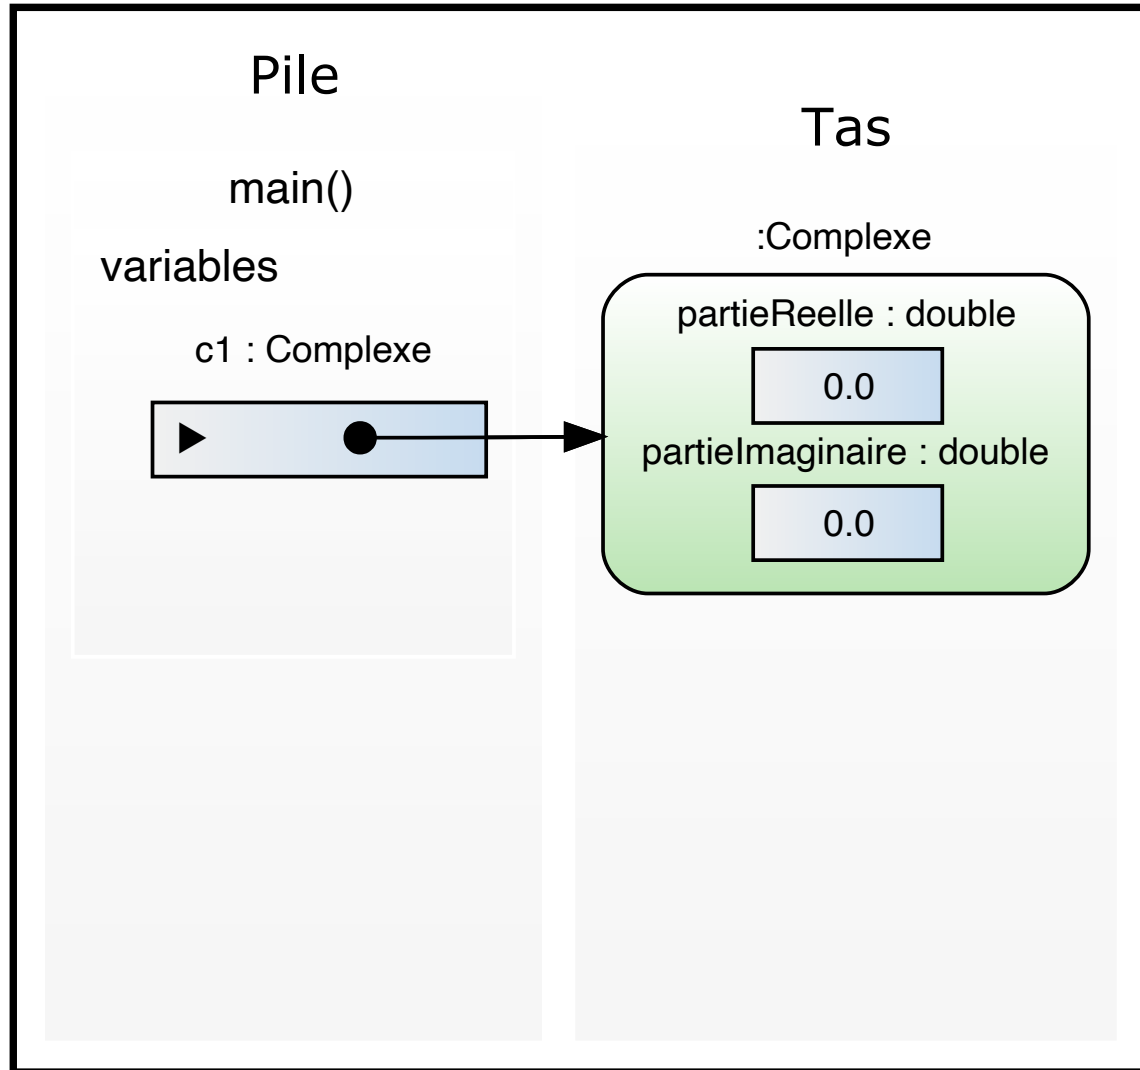 Pile
main()
variables
c1 : Complexe
Tas
:Complexe
partieReelle : double
0.0
partieImaginaire : double
0.0